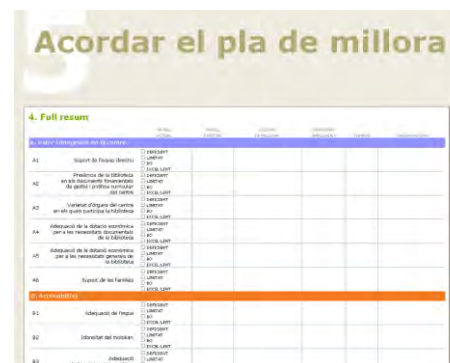 5
Acordar el pla de millora
4. Full resum
A1
Suport de l'equip directiu
DEFICIENT
LIMITAT
BO
EXCEL·LENT
A2
Presència de la biblioteca
en els documents fonamentals
de gestió i política curricular
del centre
DEFICIENT
LIMITAT
BO
EXCEL·LENT
A3
Varietat d'òrgans del centre
en els quals participa la biblioteca
DEFICIENT
LIMITAT
BO
EXCEL·LENT
A4
Adequació de la dotació econòmica
per a les necessitats documentals
de la biblioteca
DEFICIENT
LIMITAT
BO
EXCEL·LENT
A5
Adequació de la dotació econòmica
per a les necessitats generals de
la biblioteca
DEFICIENT
LIMITAT
BO
EXCEL·LENT
A6
Suport de les famílies
DEFICIENT
LIMITAT
BO
EXCEL·LENT
B. Accessibilitat
B1
Adequació de l'espai
DEFICIENT
LIMITAT
BO
EXCEL·LENT
B2
Idoneïtat del mobiliari
DEFICIENT
LIMITAT
BO
EXCEL·LENT
B3
Adequació
DEFICIENT
LIMITAT